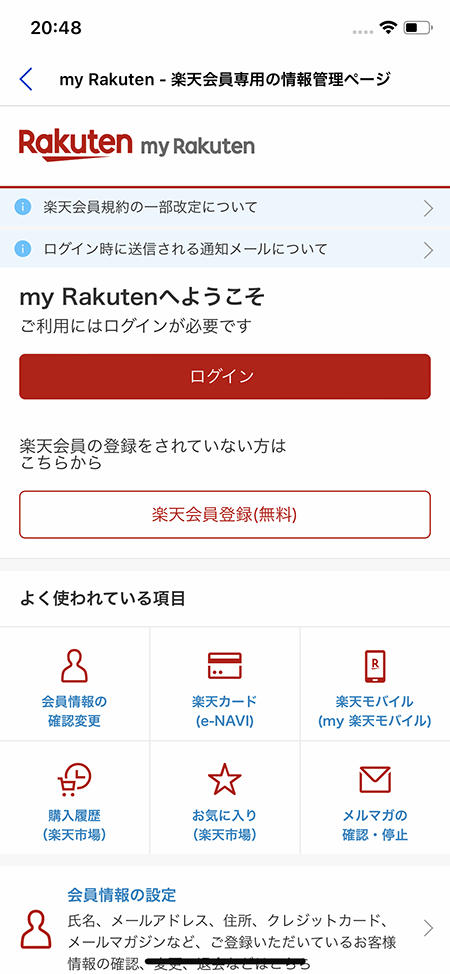 20:48
my Rakuten - 楽天会員専用の情報管理ページ
Rakuten my Rakuten
楽天会員規約の一部改定について
ログイン時に送信される通知メールについて
my Rakutenへようこそ
ご利用にはログインが必要です
ログイン
楽天会員の登録をされていない方は
こちらから
楽天会員登録(無料)
よく使われている項目
会員情報の
確認変更
楽天カード
(e-NAVI)
R
楽天モバイル
(my 楽天モバイル)
購入履歴
(楽天市場)
お気に入り
(楽天市場)
メルマガの
確認・停止
会員情報の設定
氏名、メールアドレス、住所、クレジットカード、
メールマガジンなど、ご登録いただいているお客様
情報の確認、変更、退会などはこちら